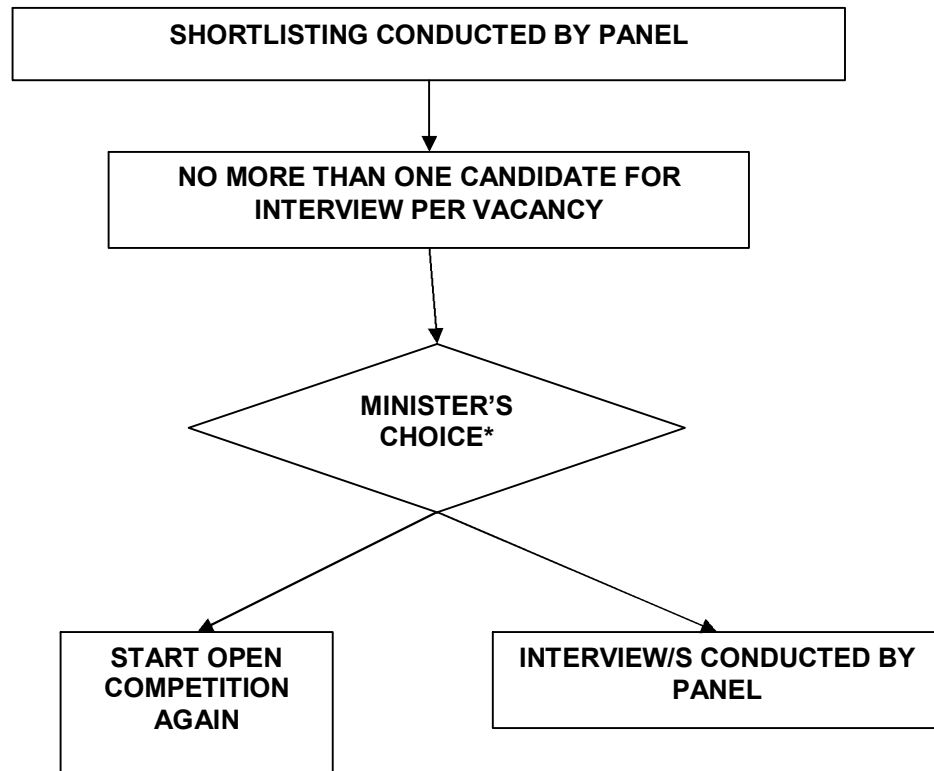 SHORTLISTING CONDUCTED BY PANEL
NO MORE THAN ONE CANDIDATE FOR
INTERVIEW PER VACANCY
MINISTER’S
CHOICE*
START OPEN
COMPETITION
AGAIN
INTERVIEW/S CONDUCTED BY
PANEL